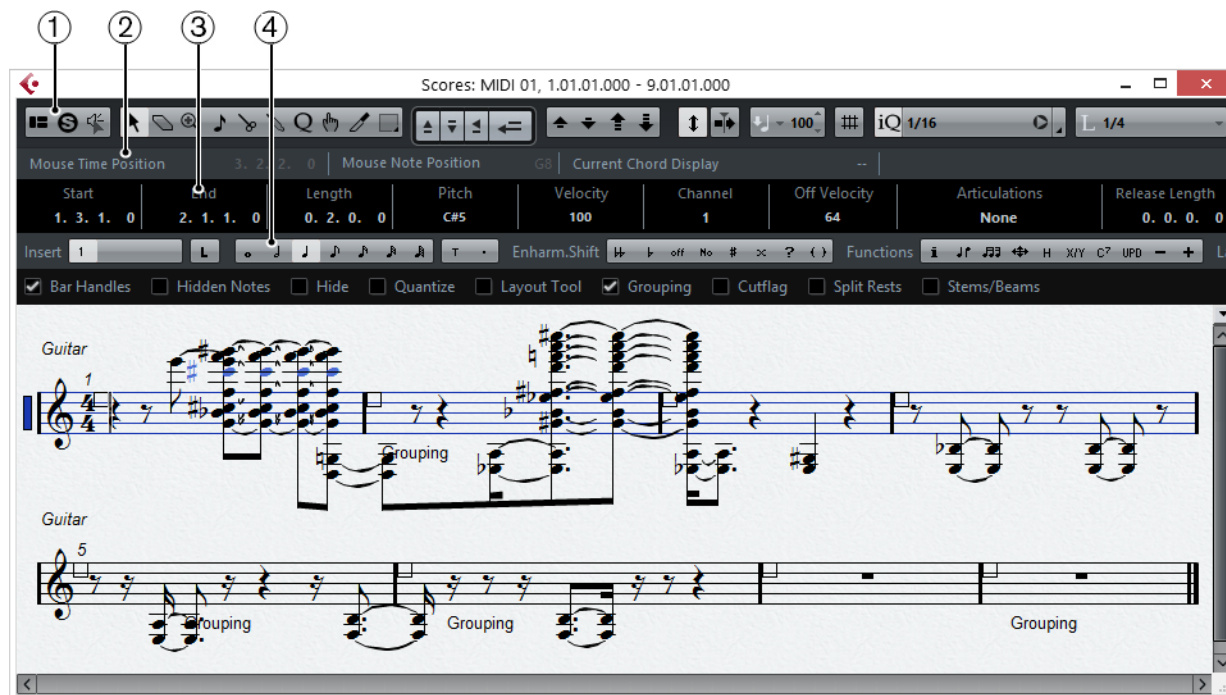 1 2 3 4
Scores: MIDI 01, 1.01.01.000 - 9.01.01.000
100 iQ 1/16 L 1/4
Mouse Time Position 3. 2. 2. 0 Mouse Note Position G8 Current Chord Display --
Start End Length Pitch Velocity Channel Off Velocity Articulations Release Length
1. 3. 1. 0 2. 1. 1. 0 0. 2. 0. 0 C#5 100 1 64 None 0. 0. 0. 0
Insert 1 L T . Enharm.Shift off No # x ? ( ) Functions i H X/Y C7 UPD − + La
Bar Handles Hidden Notes Hide Quantize Layout Tool Grouping Cutflag Split Rests Stems/Beams
Guitar
1
4
4
Grouping
Guitar
5
Grouping Grouping Grouping